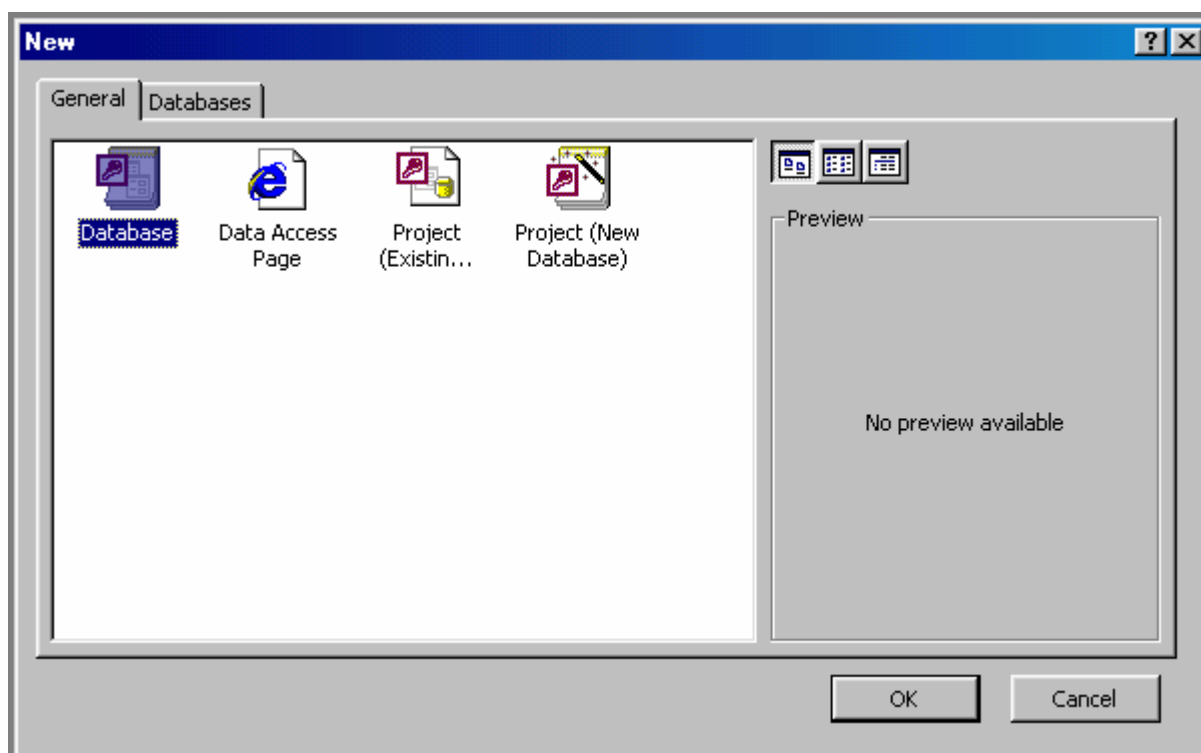 New
General
Databases
Database
Data Access
Page
Project
(Existin...
Project (New
Database)
Preview
No preview available
OK
Cancel